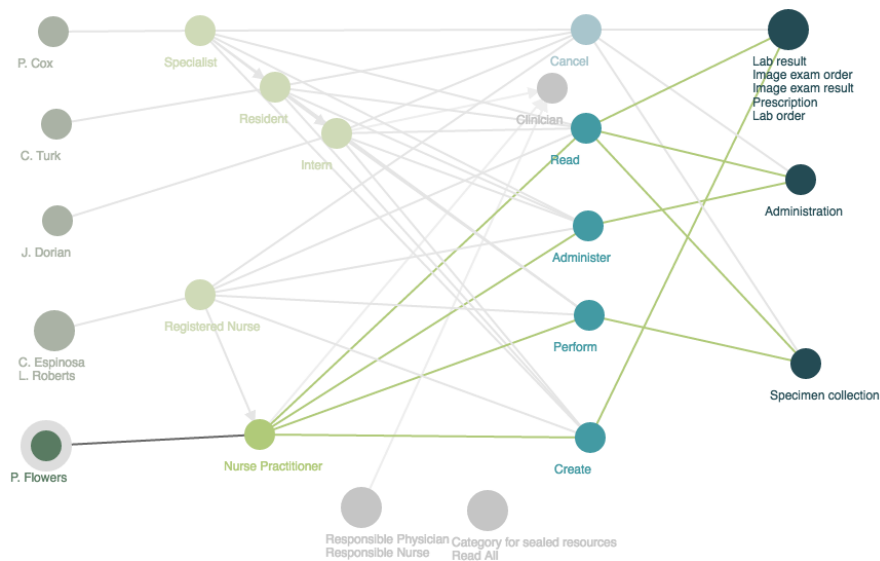 P. Cox
Specialist
Cancel
Lab result
Image exam order
Image exam result
Prescription
Lab order
Resident
Clinician
C. Turk
Intern
Read
Administration
J. Dorian
Administer
Registered Nurse
Perform
C. Espinosa
L. Roberts
Specimen collection
P. Flowers
Nurse Practitioner
Create
Responsible Physician
Responsible Nurse
Category for sealed resources
Read All